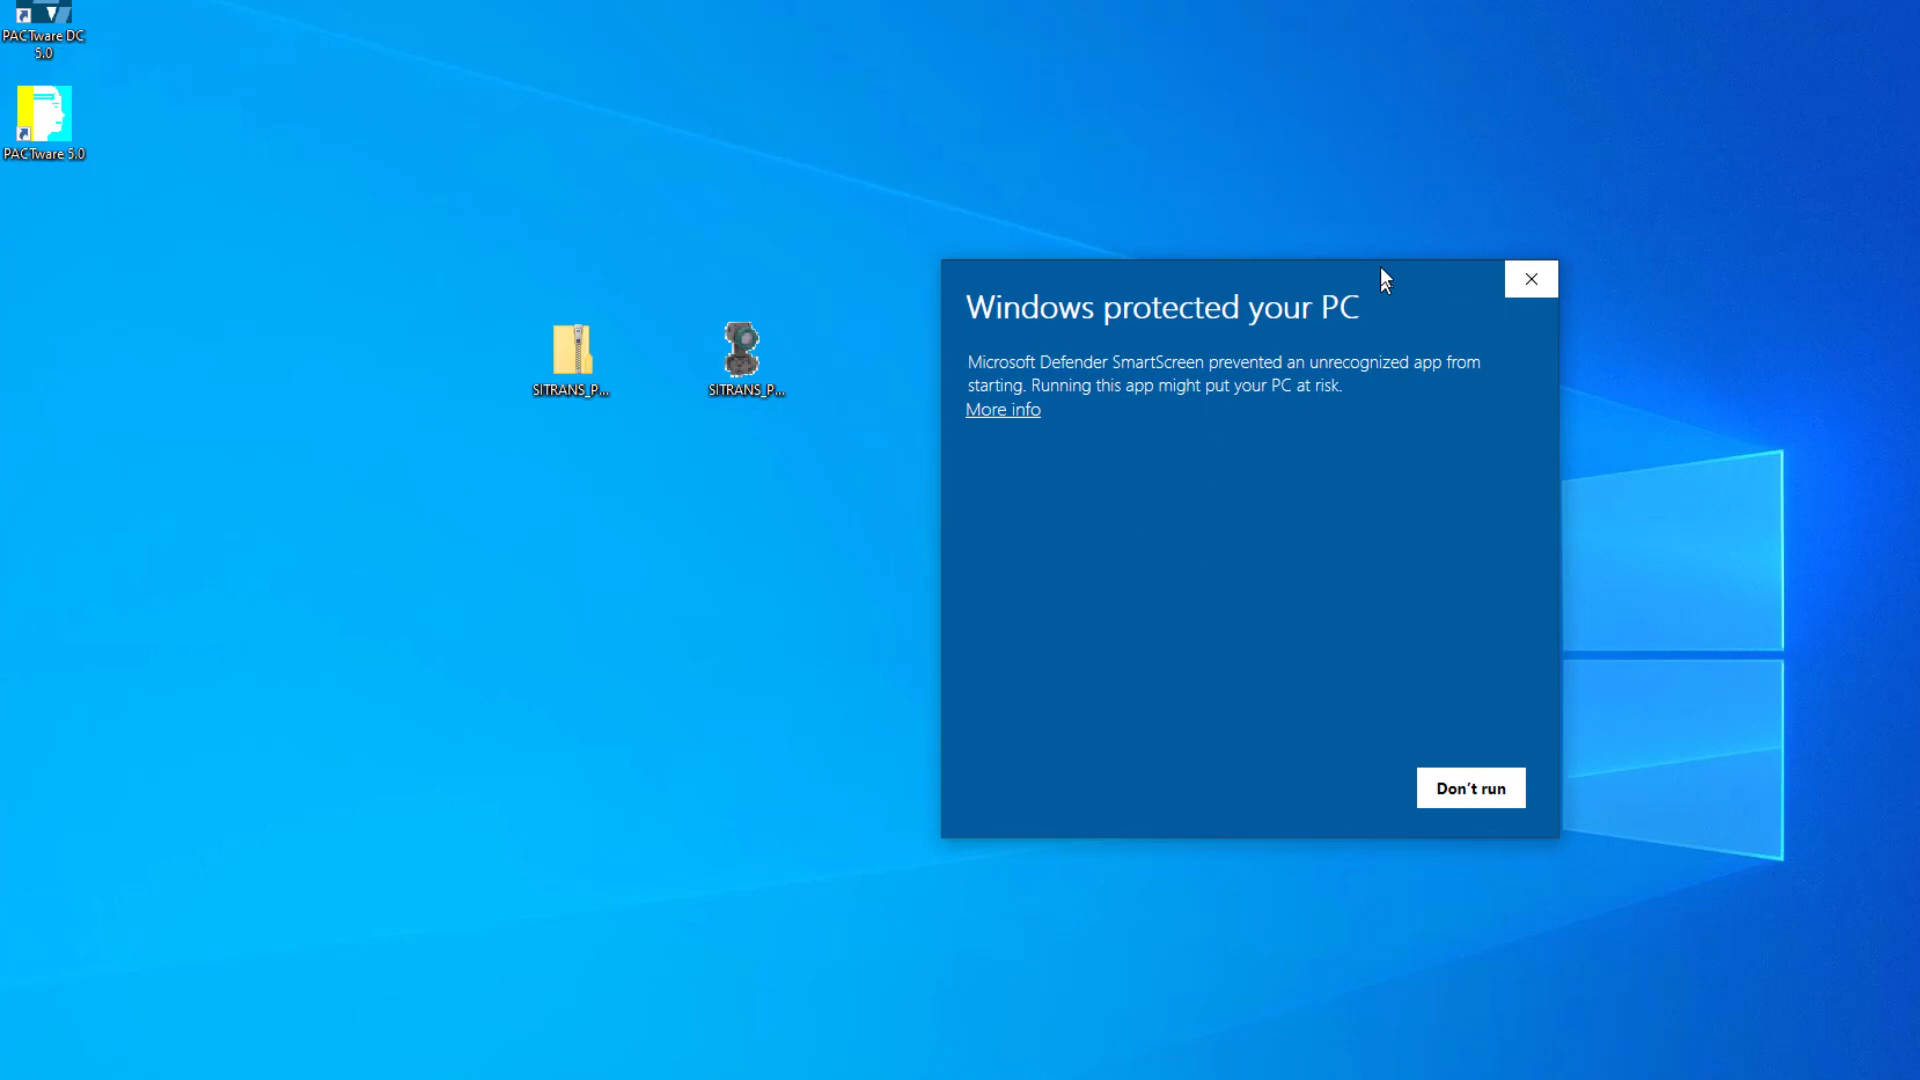 PACTware DC
5.0
PACTware 5.0
SITRANS_P...
SITRANS_P...
Windows protected your PC
Microsoft Defender SmartScreen prevented an unrecognized app from
starting. Running this app might put your PC at risk.
More info
Don't run